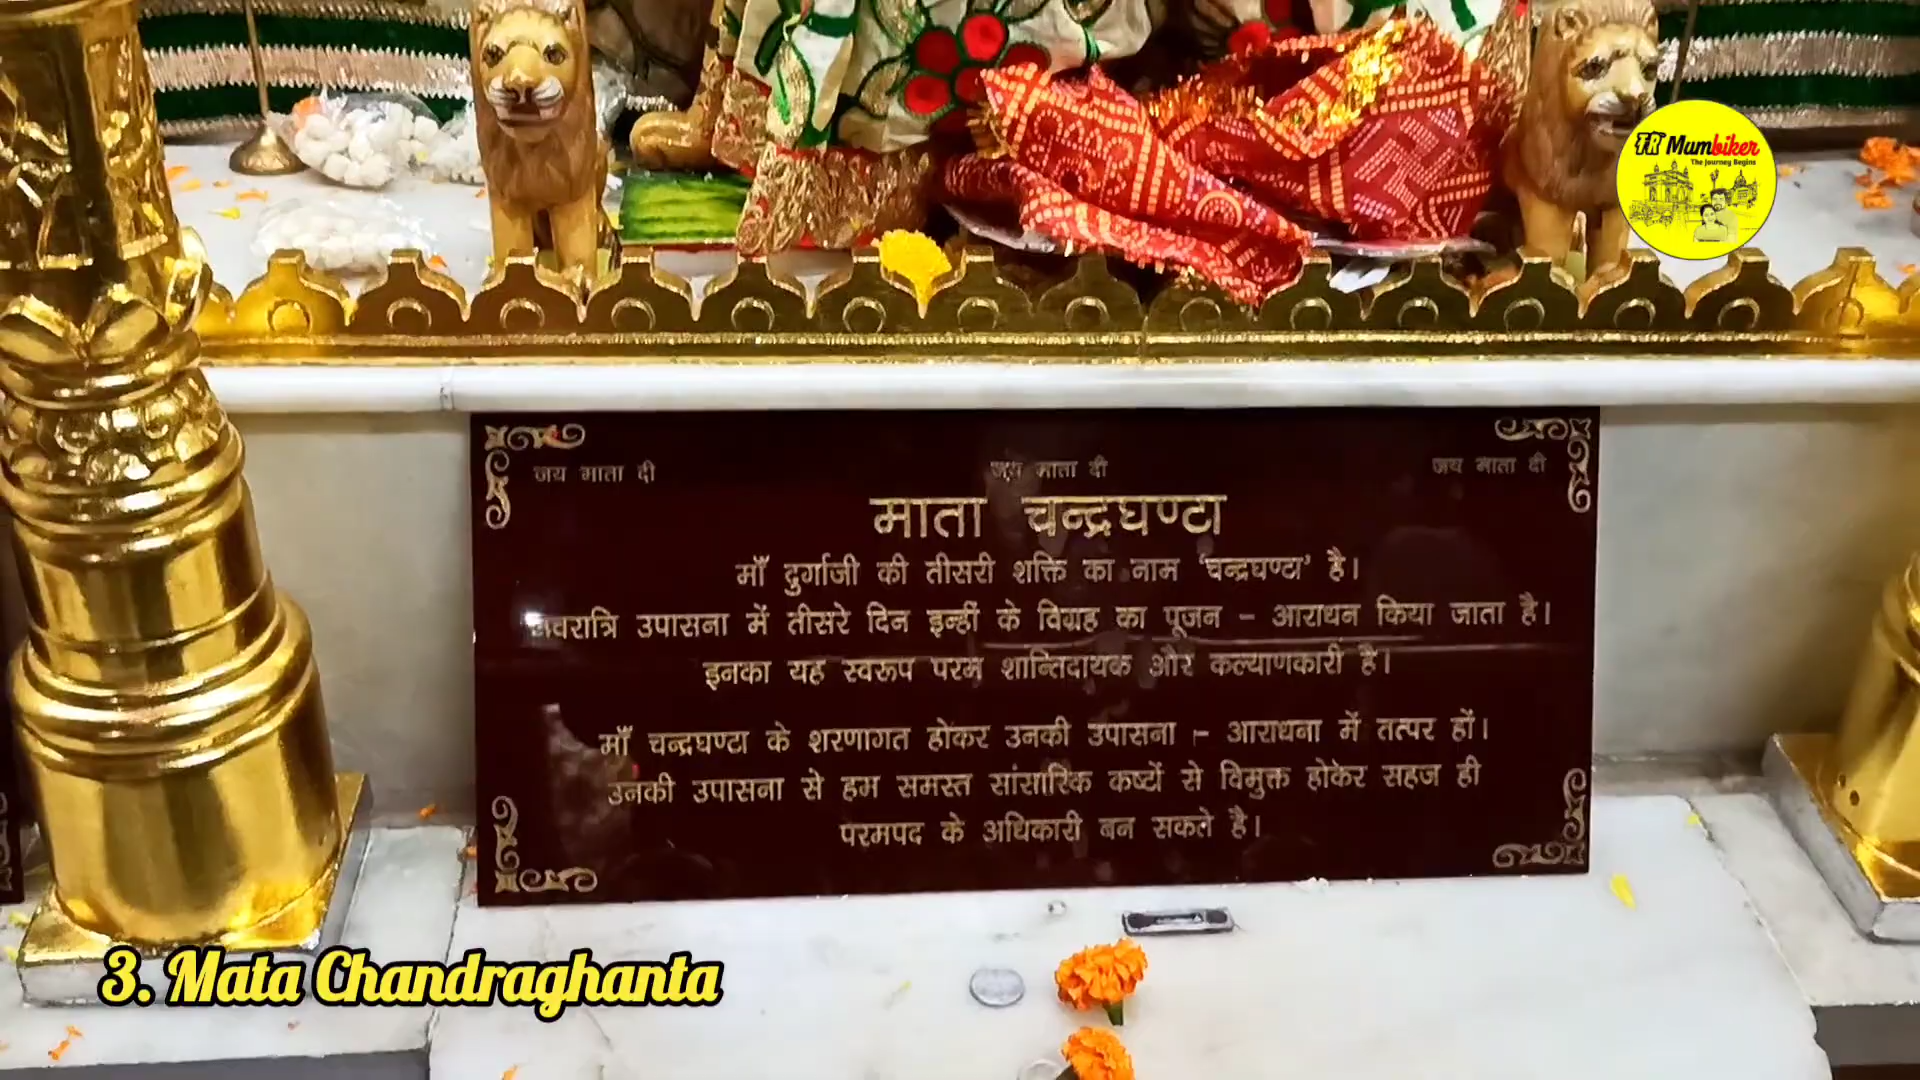 TR Mumbiker
The Journey Begins
जय माता दी जय माता दी जय माता दी
माता चन्द्रघण्टा
माँ दुर्गाजी की तीसरी शक्ति का नाम ‘चन्द्रघण्टा’ है।
नवरात्रि उपासना में तीसरे दिन इन्हीं के विग्रह का पूजन – आराधन किया जाता है।
इनका यह स्वरूप परम शान्तिदायक और कल्याणकारी है।
माँ चन्द्रघण्टा के शरणागत होकर उनकी उपासना – आराधना में तत्पर हों।
उनकी उपासना से हम समस्त सांसारिक कष्टों से विमुक्त होकर सहज ही
परमपद के अधिकारी बन सकते है।
3. Mata Chandraghanta